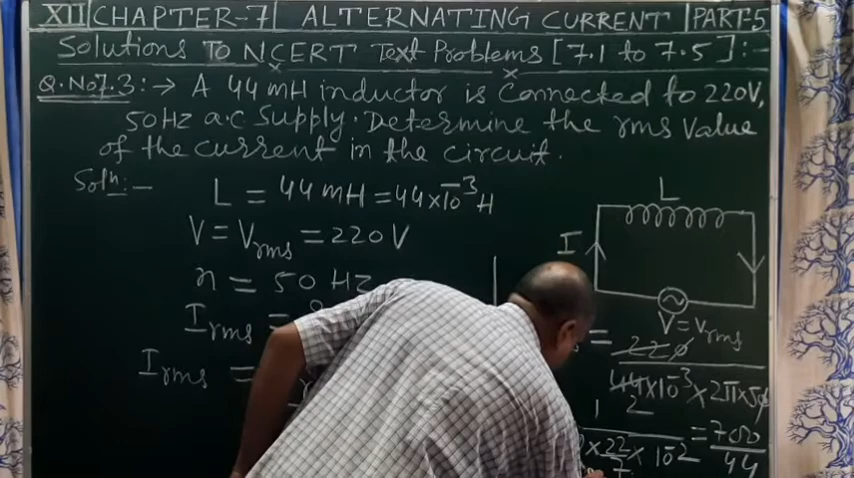 XII CHAPTER-7 ALTERNATING CURRENT PART-5
Solutions To NCERT Text Problems [7.1 to 7.5]:-
Q.No7.3:→ A 44 mH inductor is connected to 220V,
50Hz a.c supply. Determine the rms value
of the current in the circuit.
Soln:-
L = 44 mH = 44×10⁻³ H
V = Vrms = 220 V
n = 50 Hz
Irms =
Irms =
L
I
V = Vrms
= 220
44×10⁻³×2π×50
1 2
×22/7×10⁻² = 700/44